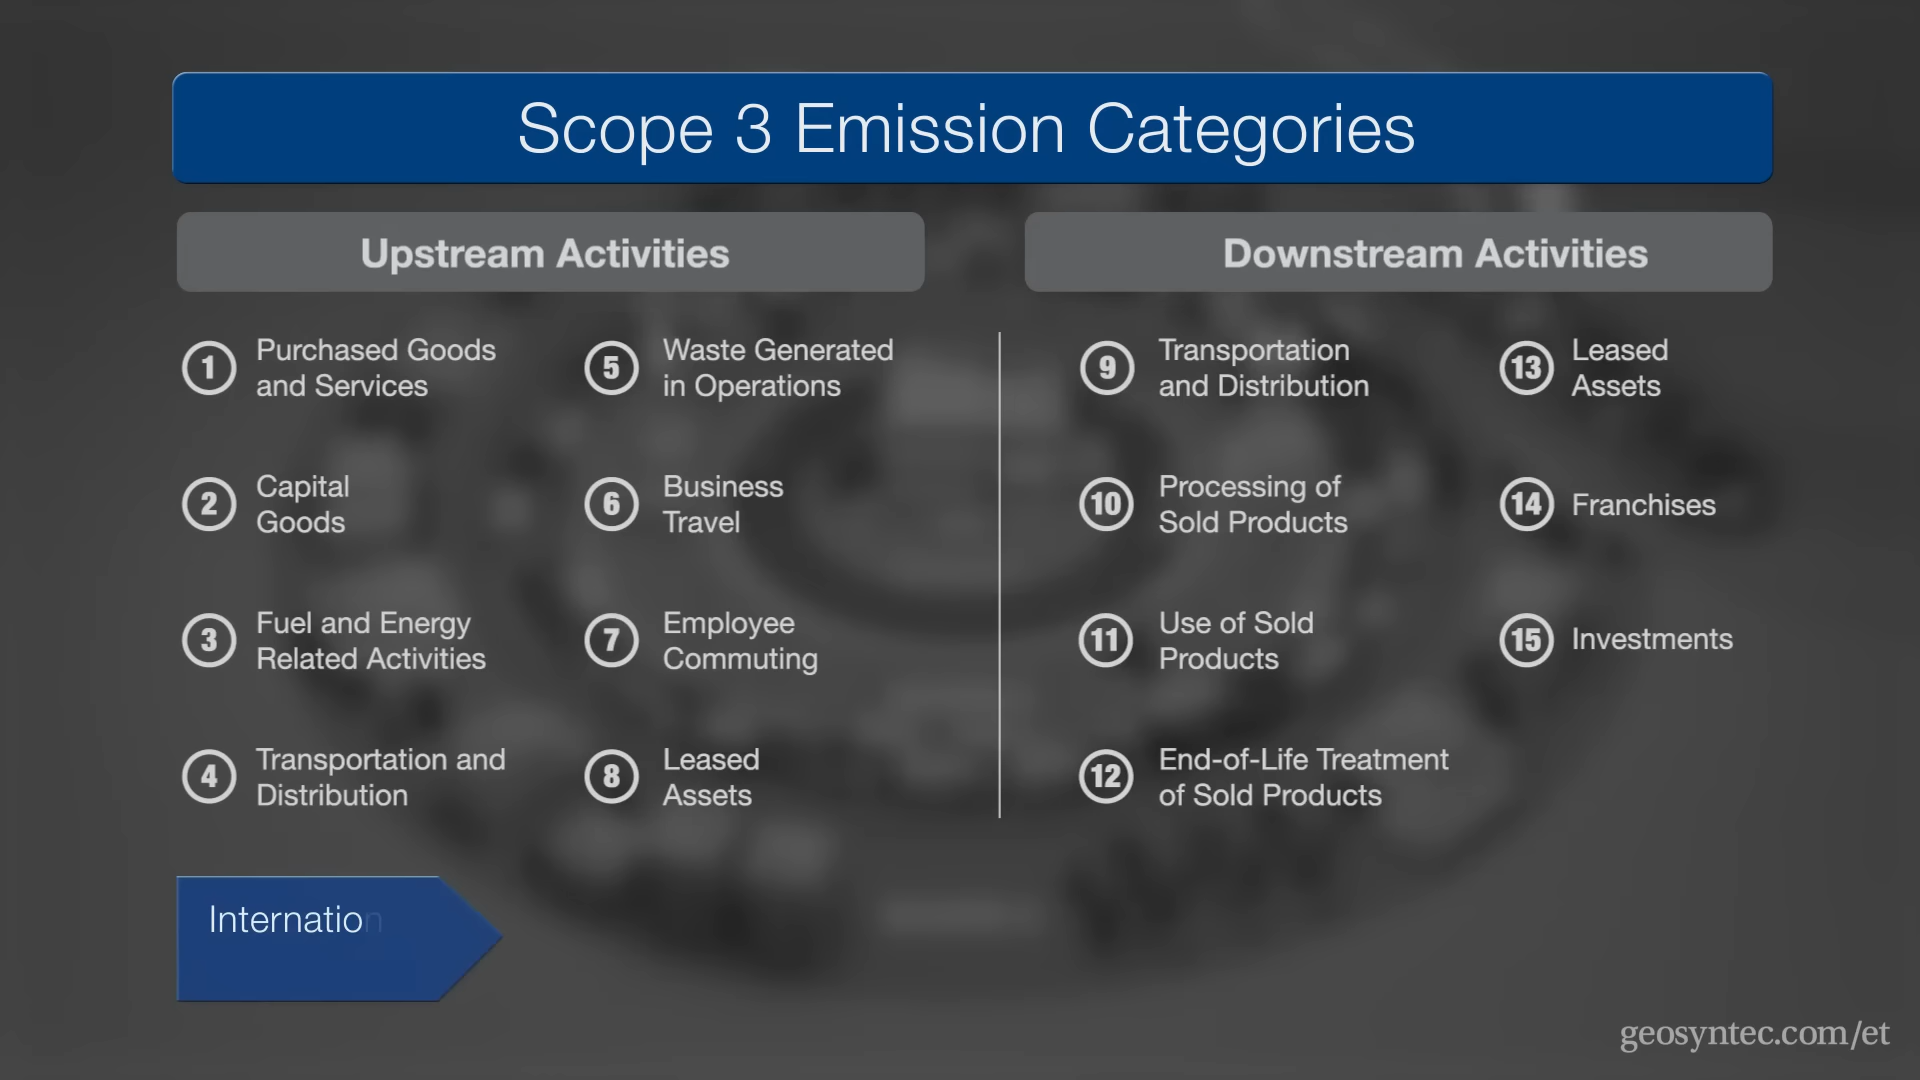 Scope 3 Emission Categories
Upstream Activities
1 Purchased Goods
and Services
2 Capital
Goods
3 Fuel and Energy
Related Activities
4 Transportation and
Distribution
5 Waste Generated
in Operations
6 Business
Travel
7 Employee
Commuting
8 Leased
Assets
Downstream Activities
9 Transportation
and Distribution
10 Processing of
Sold Products
11 Use of Sold
Products
12 End-of-Life Treatment
of Sold Products
13 Leased
Assets
14 Franchises
15 Investments
Internation
geosyntec.com/et